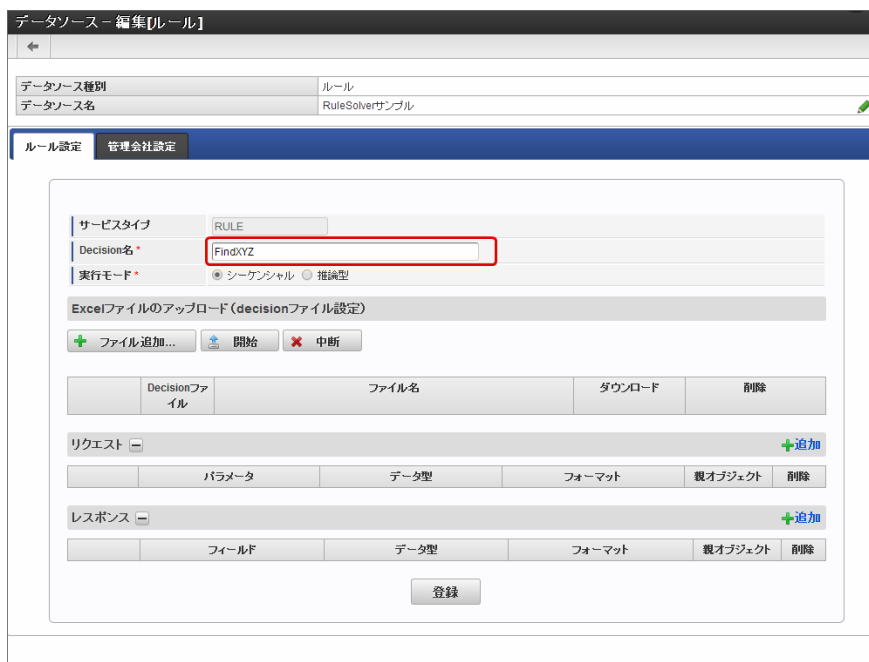 データソース – 編集[ルール]
データソース種別 ルール
データソース名 RuleSolverサンプル
ルール設定 管理会社設定
サービスタイプ RULE
Decision名 * FindXYZ
実行モード * シーケンシャル 推論型
Excelファイルのアップロード(decisionファイル設定)
ファイル追加... 開始 中断
Decisionファイル ファイル名 ダウンロード 削除
リクエスト 追加
パラメータ データ型 フォーマット 親オブジェクト 削除
レスポンス 追加
フィールド データ型 フォーマット 親オブジェクト 削除
登録